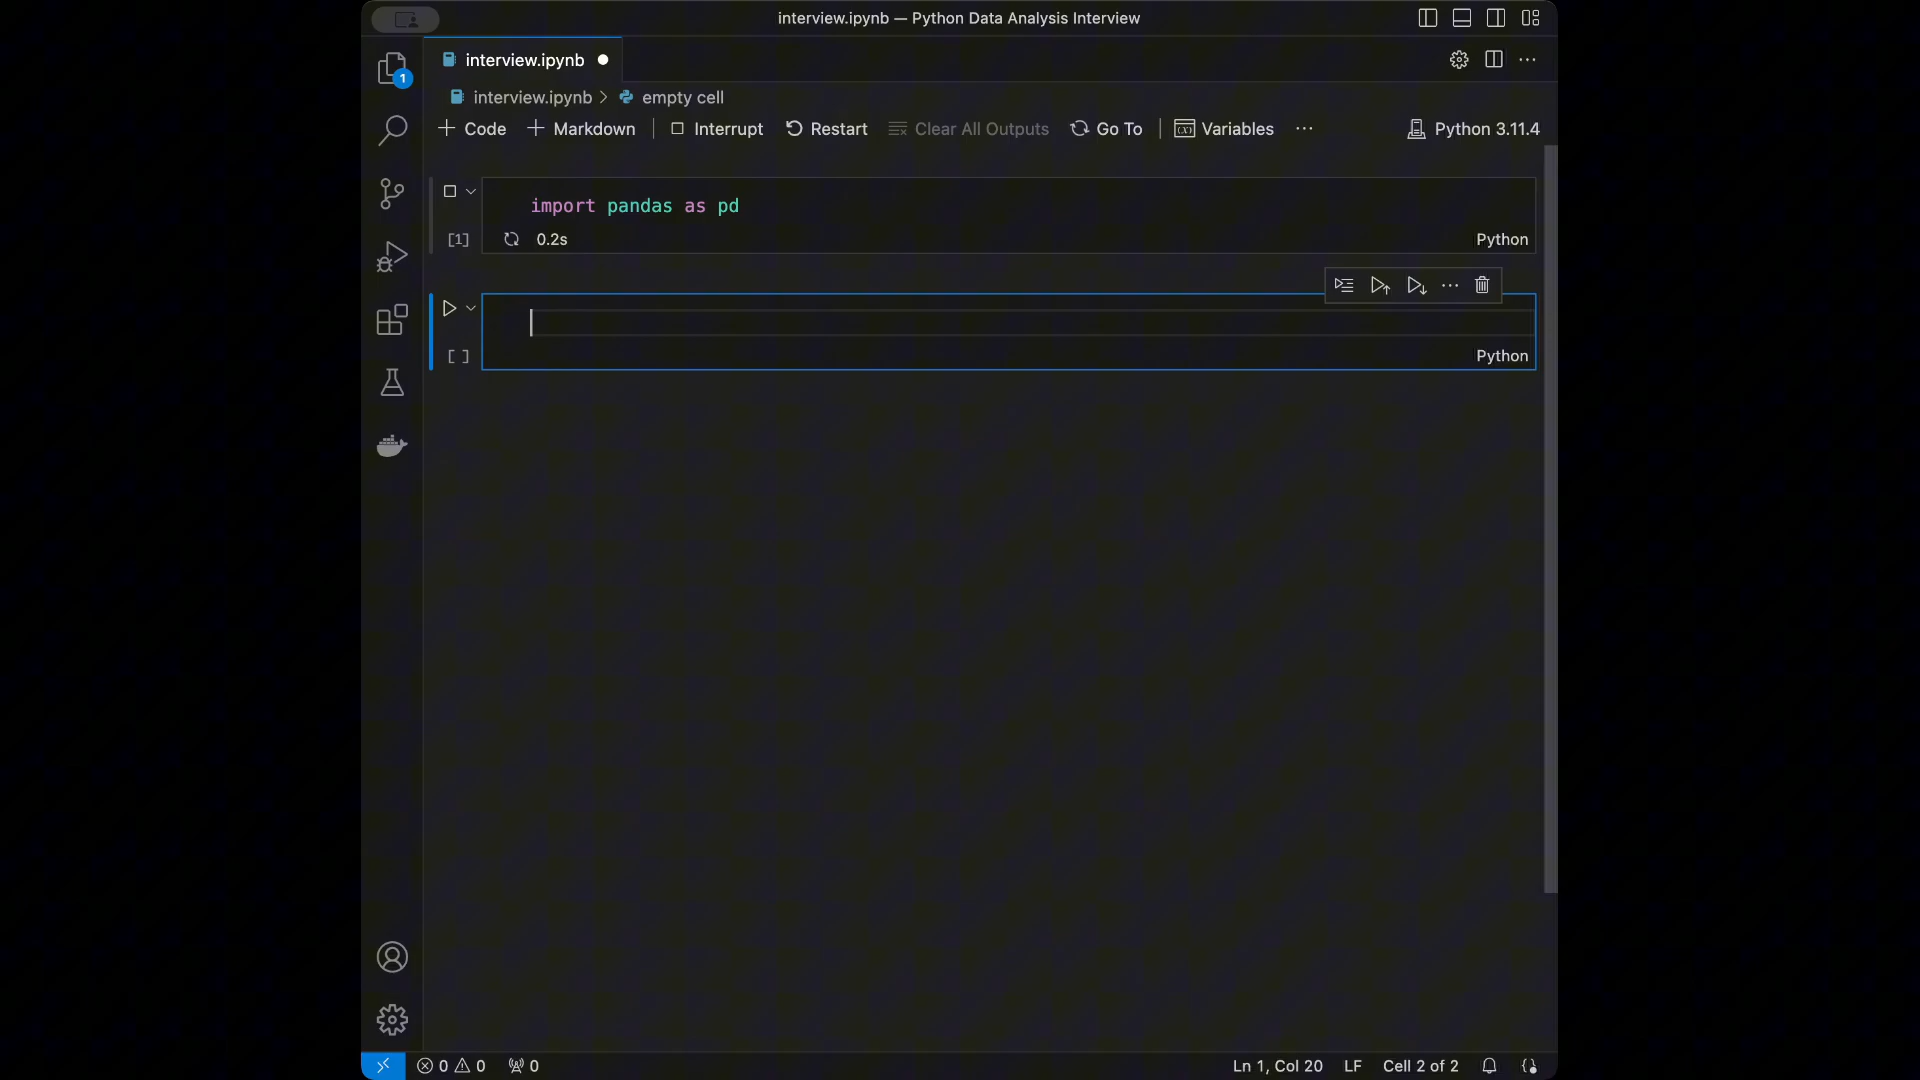 interview.ipynb — Python Data Analysis Interview
interview.ipynb
1
interview.ipynb > empty cell
Code Markdown Interrupt Restart Clear All Outputs Go To Variables ... Python 3.11.4
import pandas as pd
[1] 0.2s Python
[ ] Python
0 0 0 Ln 1, Col 20 LF Cell 2 of 2